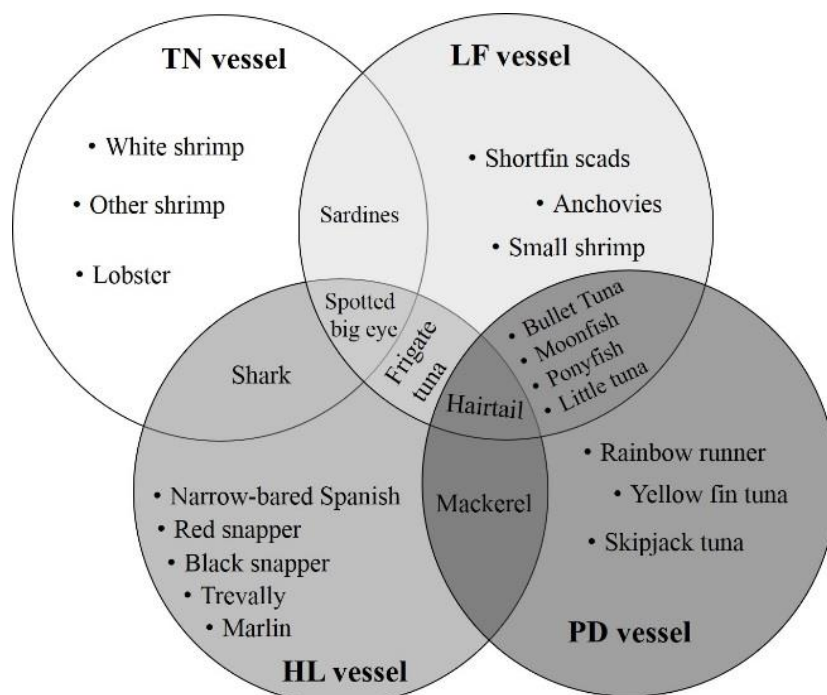 TN vessel
LF vessel
• White shrimp
• Other shrimp
• Lobster
Sardines
• Shortfin scads
• Anchovies
• Small shrimp
Spotted
big eye
Frigate
tuna
• Bullet Tuna
• Moonfish
• Ponyfish
• Little tuna
Shark
Hairtail
Mackerel
• Narrow-bared Spanish
• Red snapper
• Black snapper
• Trevally
• Marlin
• Rainbow runner
• Yellow fin tuna
• Skipjack tuna
HL vessel
PD vessel